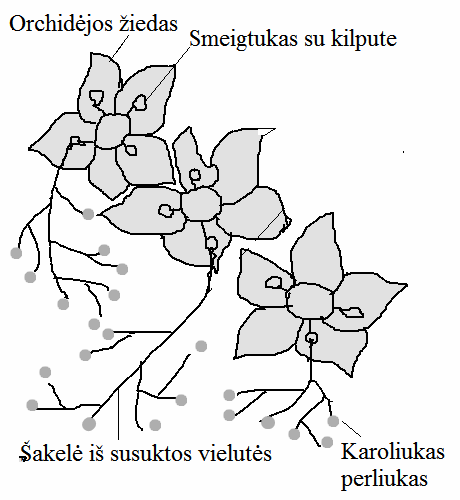 Orchidėjos žiedas
Smeigtukas su kilpute
Šakelė iš susuktos vielutės
Karoliukas
perliukas